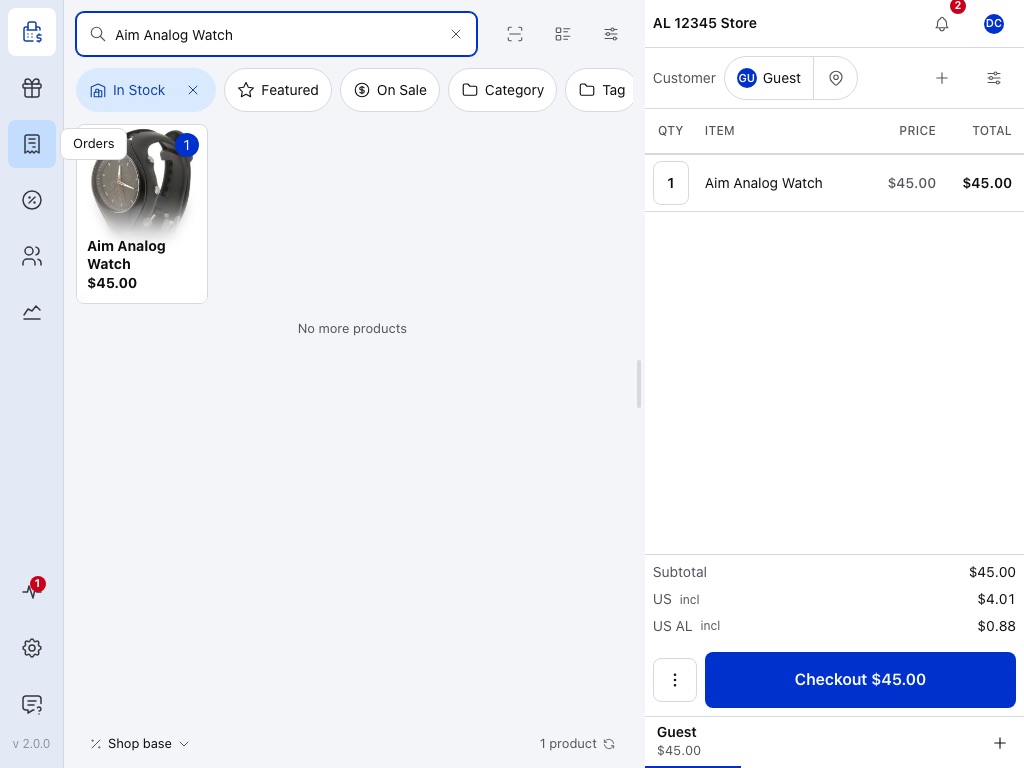 Aim Analog Watch
In Stock
Featured
On Sale
Category
Tag
Orders
1
Aim Analog
Watch
$45.00
No more products
1
v 2.0.0
Shop base
1 product
AL 12345 Store
2
DC
Customer
GU
Guest
QTY
ITEM
PRICE
TOTAL
1
Aim Analog Watch
$45.00
$45.00
Subtotal
$45.00
US incl
$4.01
US AL incl
$0.88
Checkout $45.00
Guest
$45.00